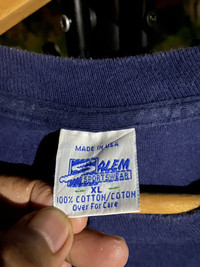 MADE IN USA
SALEM
SPORTSWEAR
XL
100% COTTON/COTON
Over For Care